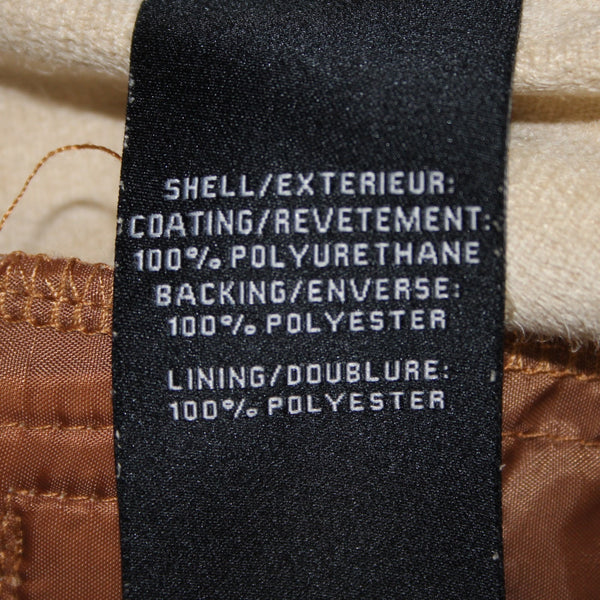 SHELL/EXTERIEUR:
COATING/REVETEMENT:
100% POLYURETHANE
BACKING/ENVERSE:
100% POLYESTER
LINING/DOUBLURE:
100% POLYESTER